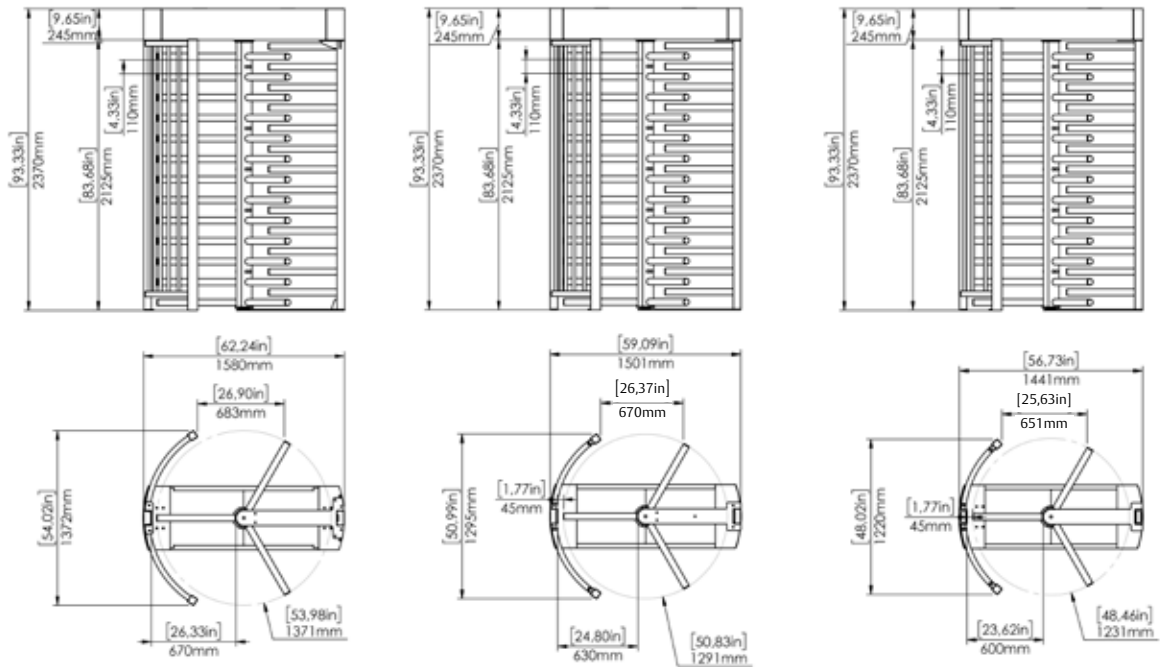 [9,65in]
245mm
[4,33in]
110mm
[93,33in]
2370mm
[83,68in]
2125mm
[62,24in]
1580mm
[26,90in]
683mm
[54,02in]
1372mm
[53,98in]
1371mm
[26,33in]
670mm
[9,65in]
245mm
[4,33in]
110mm
[93,33in]
2370mm
[83,68in]
2125mm
[59,09in]
1501mm
[26,37in]
670mm
[1,77in]
45mm
[50,99in]
1295mm
[24,80in]
630mm
[50,83in]
1291mm
[9,65in]
245mm
[4,33in]
110mm
[93,33in]
2370mm
[83,68in]
2125mm
[56,73in]
1441mm
[25,63in]
651mm
[1,77in]
45mm
[48,02in]
1220mm
[23,62in]
600mm
[48,46in]
1231mm